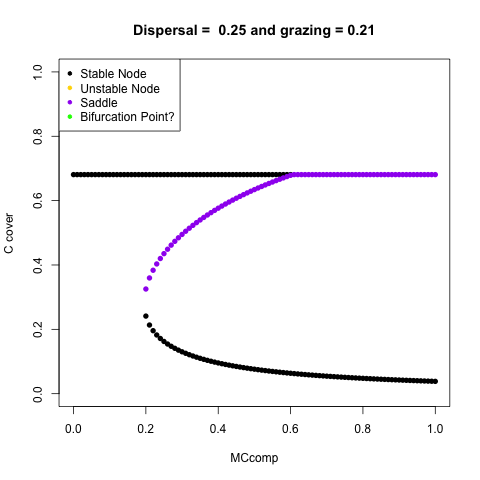 Dispersal =  0.25 and grazing = 0.21
Stable Node
Unstable Node
Saddle
Bifurcation Point?
C cover
1.0
0.8
0.6
0.4
0.2
0.0
0.0 0.2 0.4 0.6 0.8 1.0
MCcomp